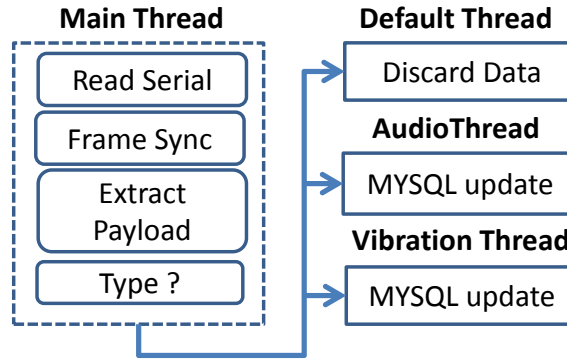 Main Thread
Read Serial
Frame Sync
Extract
Payload
Type ?
Default Thread
Discard Data
AudioThread
MYSQL update
Vibration Thread
MYSQL update